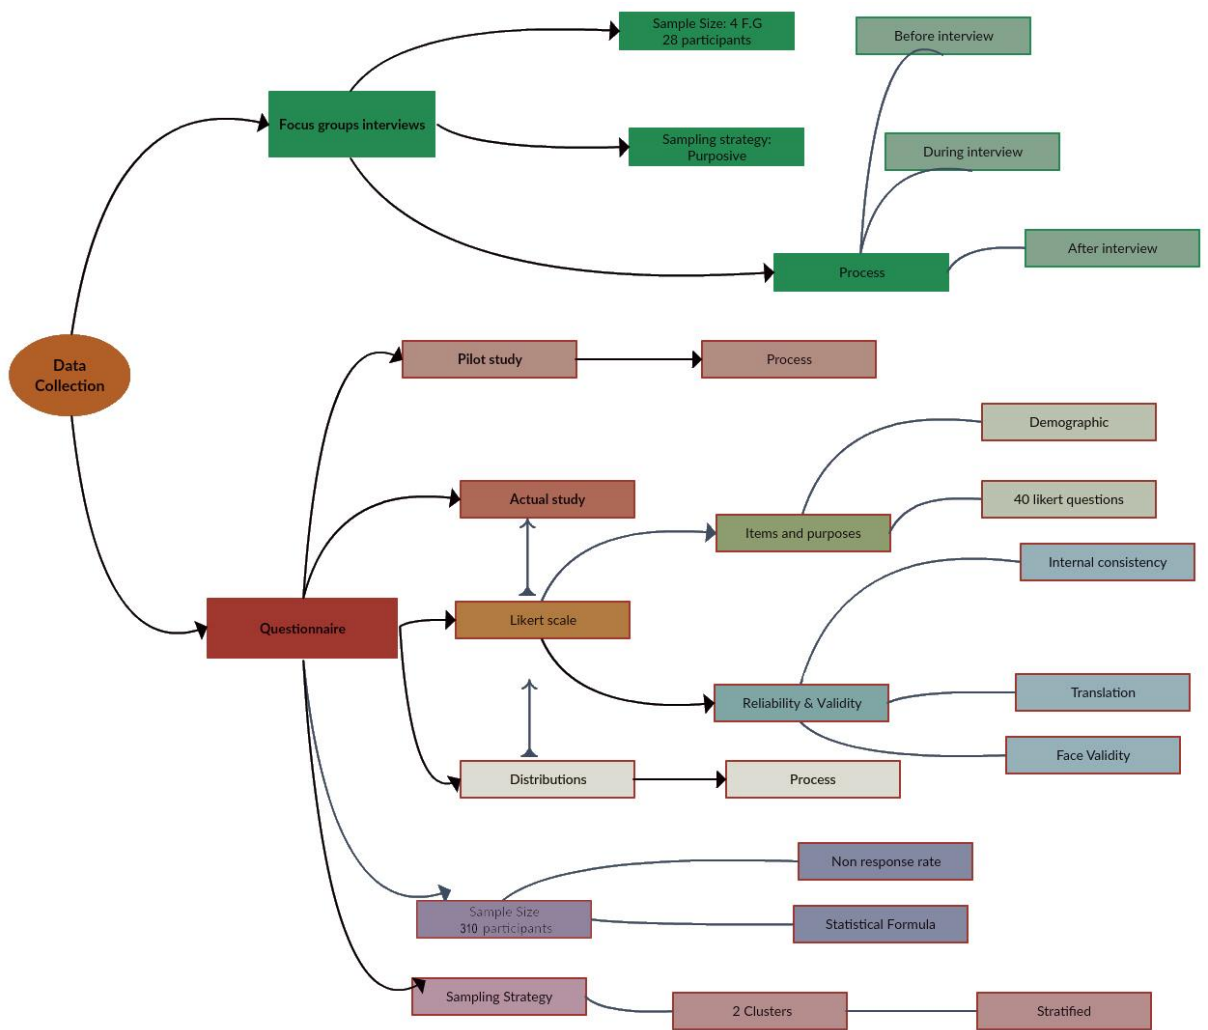 Sample Size: 4 F.G
28 participants
Before interview
Focus groups interviews
Sampling strategy:
Purposive
During interview
After interview
Process
Data
Collection
Pilot study
Process
Demographic
Actual study
40 likert questions
Items and purposes
Internal consistency
Likert scale
Questionnaire
Reliability & Validity
Translation
Face Validity
Distributions
Process
Non response rate
Sample Size
310 participants
Statistical Formula
Sampling Strategy
2 Clusters
Stratified